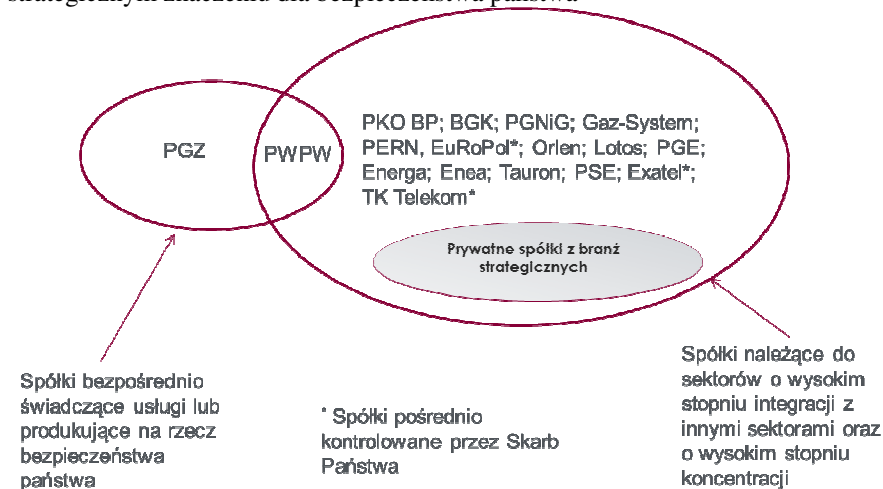 strategicznym znaczeniu dla bezpieczeństwa państwa
PGZ
PWPW
PKO BP; BGK; PGNiG; Gaz-System;
PERN, EuRoPol*; Orlen; Lotos; PGE;
Energa; Enea; Tauron; PSE; Exatel*;
TK Telekom*
Prywatne spółki z branż
strategicznych
Spółki bezpośrednio
świadczące usługi lub
produkujące na rzecz
bezpieczeństwa
państwa
* Spółki pośrednio
kontrolowane przez Skarb
Państwa
Spółki należące do
sektorów o wysokim
stopniu integracji z
innymi sektorami oraz
o wysokim stopniu
koncentracji